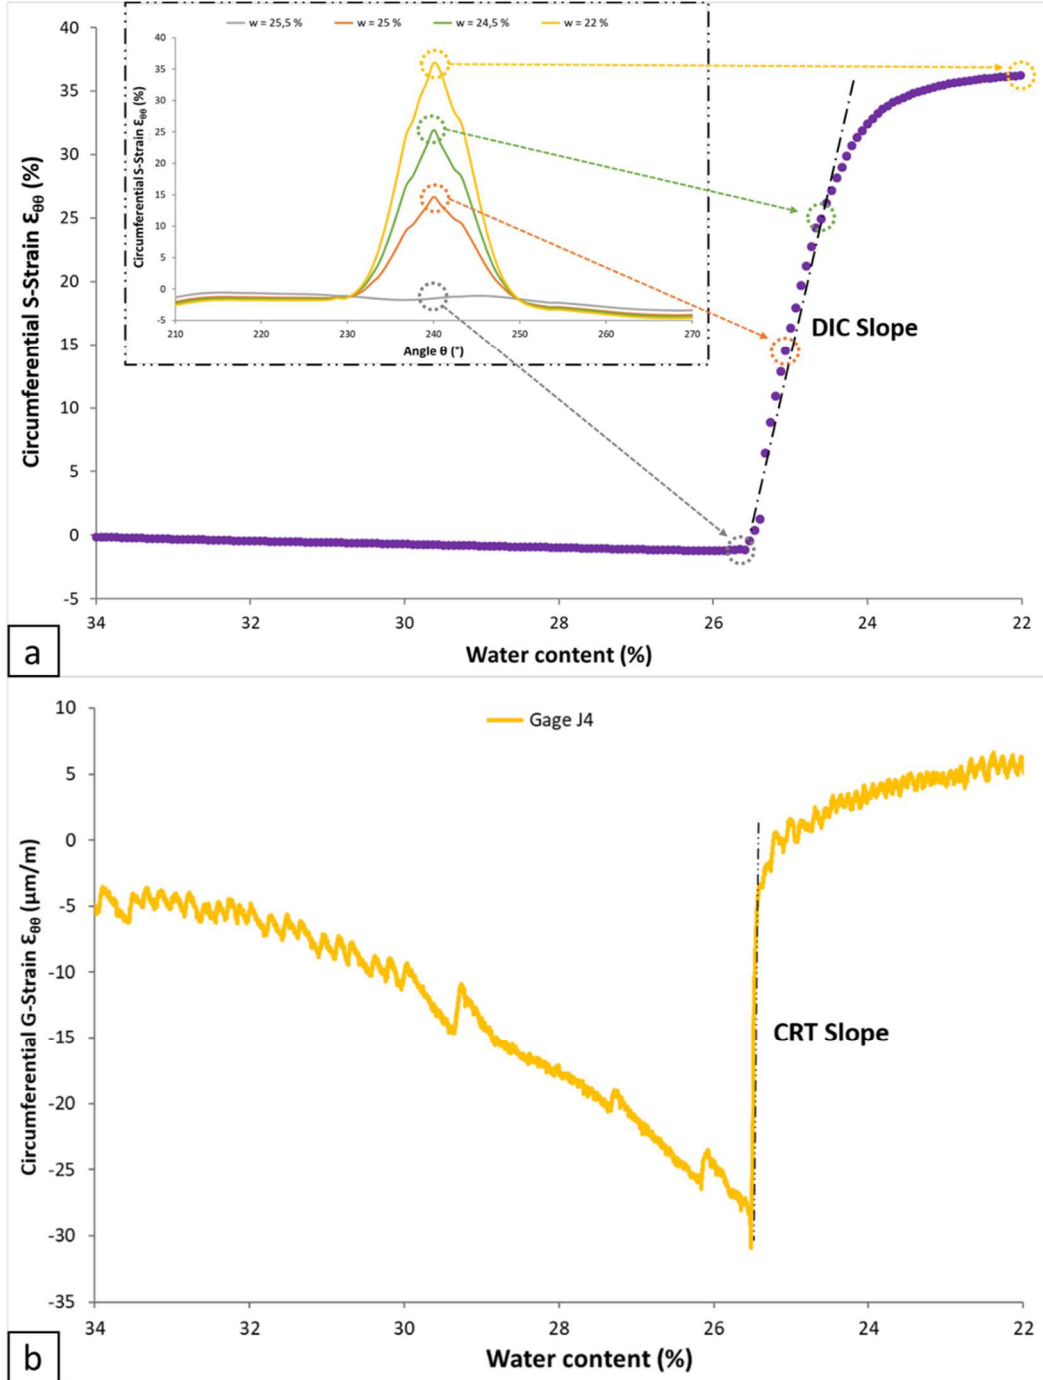 w = 25,5 % w = 25 % w = 24,5 % w = 22 %
40
35
30
25
20
15
10
5
0
-5
Circumferential S-Strain Ɛθθ (%)
210 220 230 240 250 260 270
Angle θ (°)
40
35
30
25
20
15
10
5
0
-5
Circumferential S-Strain Ɛθθ (%)
DIC Slope
34 32 30 28 26 24 22
Water content (%)
a
10
5
0
-5
-10
-15
-20
-25
-30
-35
Circumferential G-Strain Ɛθθ (µm/m)
Gage J4
CRT Slope
34 32 30 28 26 24 22
Water content (%)
b